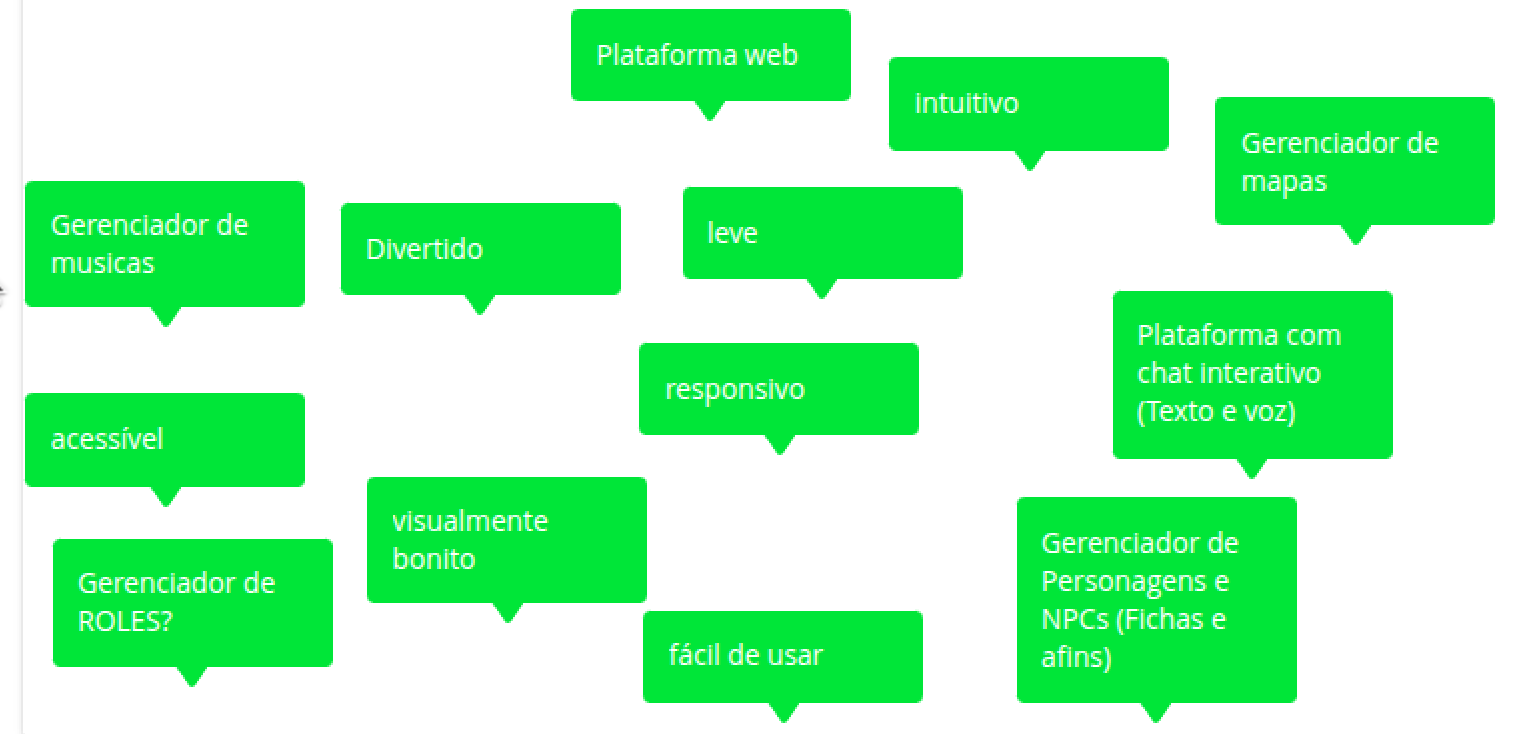 Plataforma web
intuitivo
Gerenciador de
mapas
Gerenciador de
musicas
Divertido
leve
Plataforma com
chat interativo
(Texto e voz)
responsivo
acessível
visualmente
bonito
Gerenciador de
Personagens e
NPCs (Fichas e
afins)
Gerenciador de
ROLES?
fácil de usar